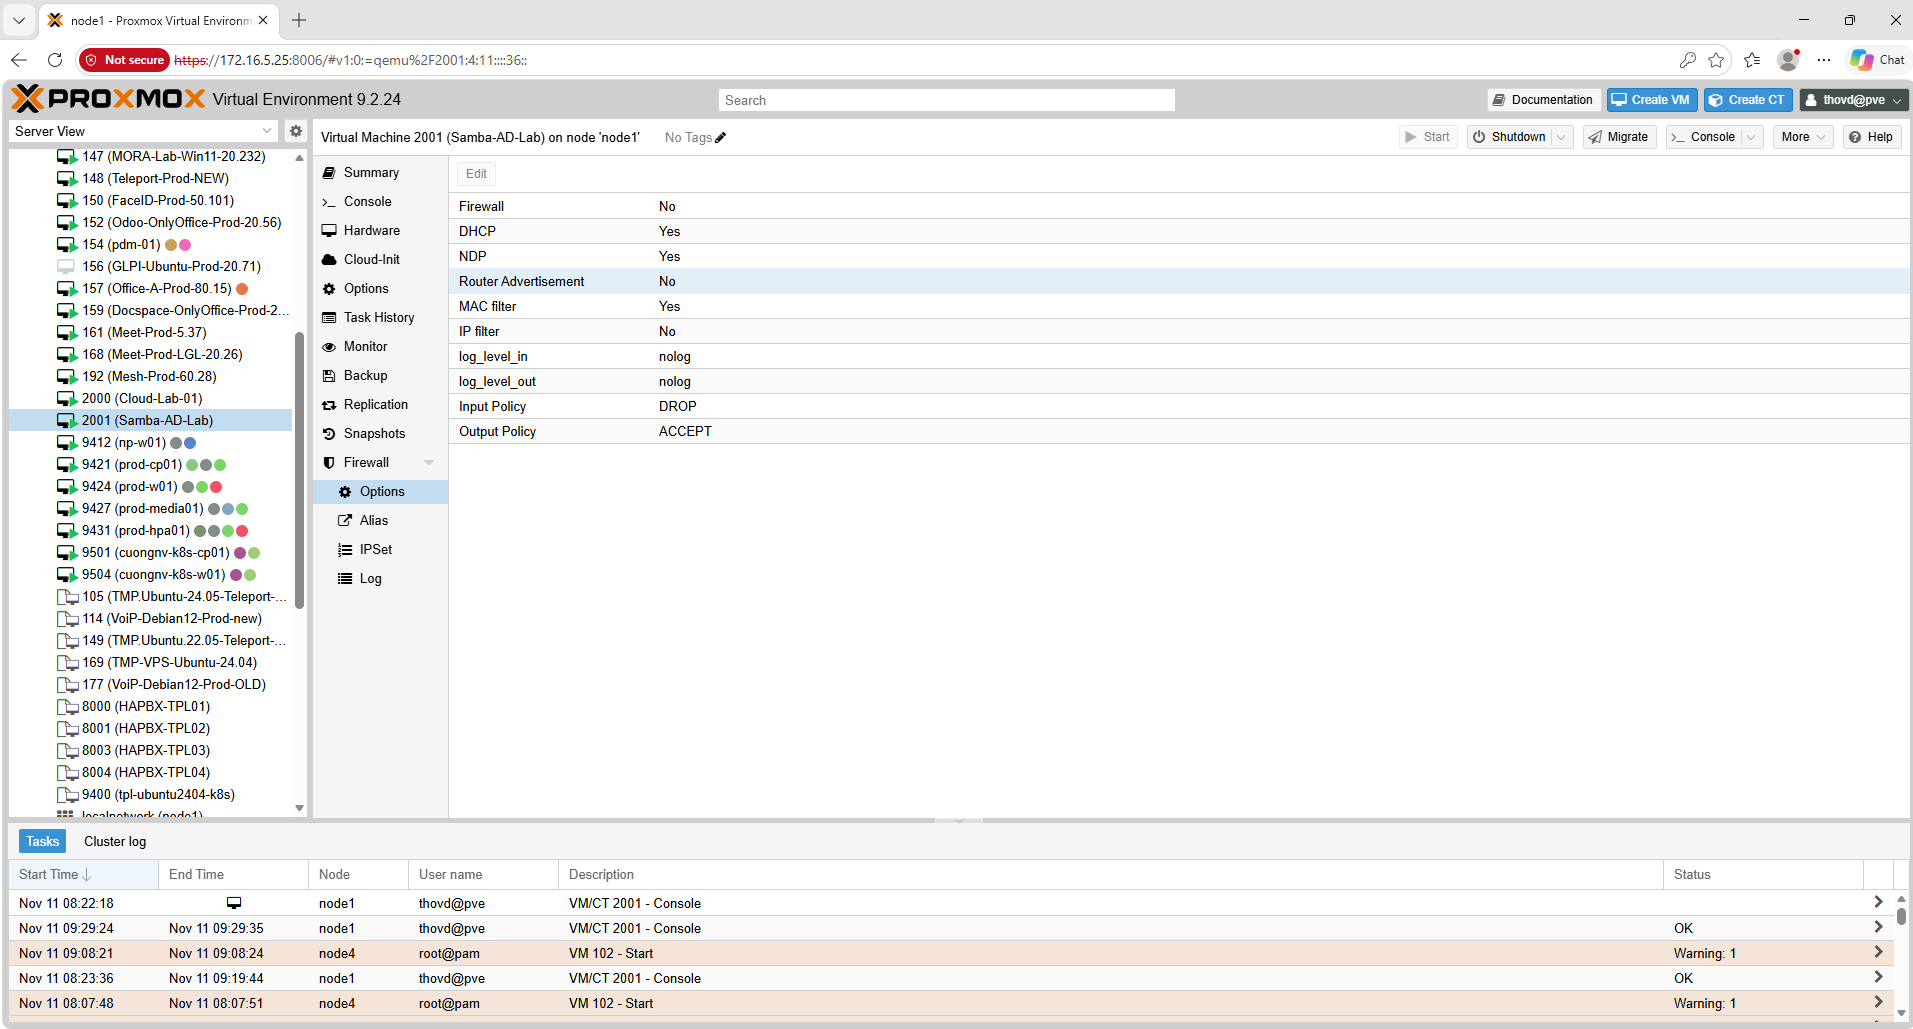 node1 - Proxmox Virtual Environm
Not secure https://172.16.5.25:8006/#v1:0:=qemu%2F2001:4:11::::36::
Chat
PROXMOX Virtual Environment 9.2.24
Search
Documentation
Create VM
Create CT
thovd@pve
Server View
Virtual Machine 2001 (Samba-AD-Lab) on node 'node1'
No Tags
Start
Shutdown
Migrate
Console
More
Help
147 (MORA-Lab-Win11-20.232)
148 (Teleport-Prod-NEW)
150 (FaceID-Prod-50.101)
152 (Odoo-OnlyOffice-Prod-20.56)
154 (pdm-01)
156 (GLPI-Ubuntu-Prod-20.71)
157 (Office-A-Prod-80.15)
159 (Docspace-OnlyOffice-Prod-2...
161 (Meet-Prod-5.37)
168 (Meet-Prod-LGL-20.26)
192 (Mesh-Prod-60.28)
2000 (Cloud-Lab-01)
2001 (Samba-AD-Lab)
9412 (np-w01)
9421 (prod-cp01)
9424 (prod-w01)
9427 (prod-media01)
9431 (prod-hpa01)
9501 (cuongnv-k8s-cp01)
9504 (cuongnv-k8s-w01)
105 (TMP.Ubuntu-24.05-Teleport-...
114 (VoiP-Debian12-Prod-new)
149 (TMP.Ubuntu.22.05-Teleport-...
169 (TMP-VPS-Ubuntu-24.04)
177 (VoiP-Debian12-Prod-OLD)
8000 (HAPBX-TPL01)
8001 (HAPBX-TPL02)
8003 (HAPBX-TPL03)
8004 (HAPBX-TPL04)
9400 (tpl-ubuntu2404-k8s)
localnetwork (node1)
Summary
Console
Hardware
Cloud-Init
Options
Task History
Monitor
Backup
Replication
Snapshots
Firewall
Options
Alias
IPSet
Log
Edit
Firewall No
DHCP Yes
NDP Yes
Router Advertisement No
MAC filter Yes
IP filter No
log_level_in nolog
log_level_out nolog
Input Policy DROP
Output Policy ACCEPT
Tasks
Cluster log
Start Time End Time Node User name Description Status
Nov 11 08:22:18 node1 thovd@pve VM/CT 2001 - Console
Nov 11 09:29:24 Nov 11 09:29:35 node1 thovd@pve VM/CT 2001 - Console OK
Nov 11 09:08:21 Nov 11 09:08:24 node4 root@pam VM 102 - Start Warning: 1
Nov 11 08:23:36 Nov 11 09:19:44 node1 thovd@pve VM/CT 2001 - Console OK
Nov 11 08:07:48 Nov 11 08:07:51 node4 root@pam VM 102 - Start Warning: 1